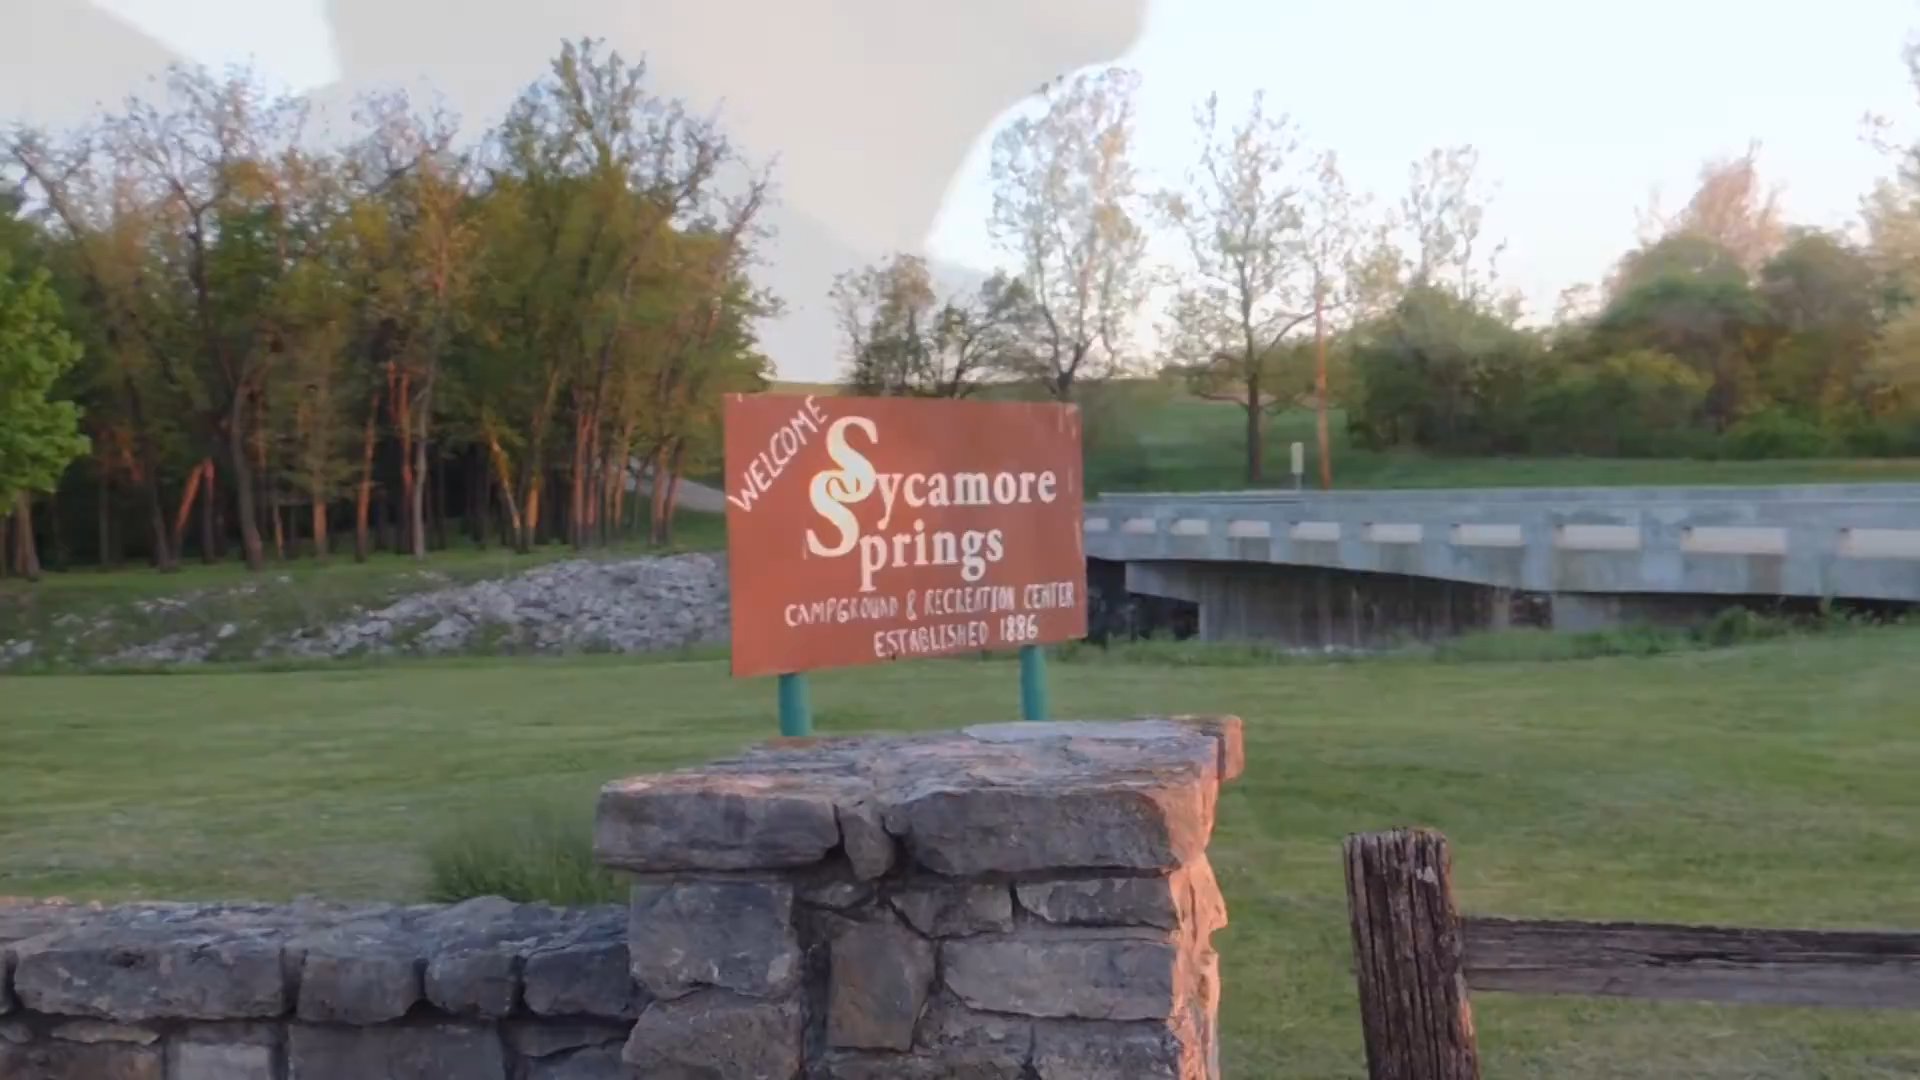 WELCOME
Sycamore
Springs
CAMPGROUND & RECREATION CENTER
ESTABLISHED 1886